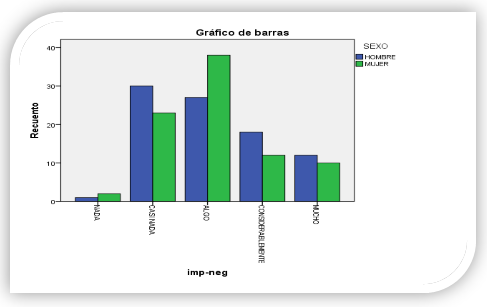 Gráfico de barras
SEXO
HOMBRE
MUJER
Recuento
40
30
20
10
0
NADA
CASI NADA
ALGO
CONSIDERABLEMENTE
MUCHO
imp-neg